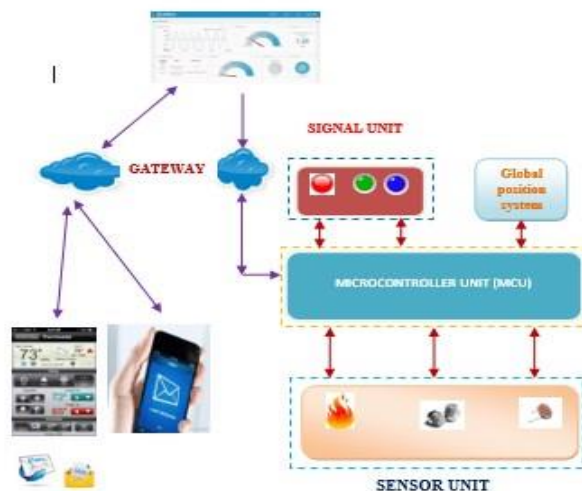 SIGNAL UNIT
GATEWAY
Global
position
system
MICROCONTROLLER UNIT (MCU)
73°
SENSOR UNIT